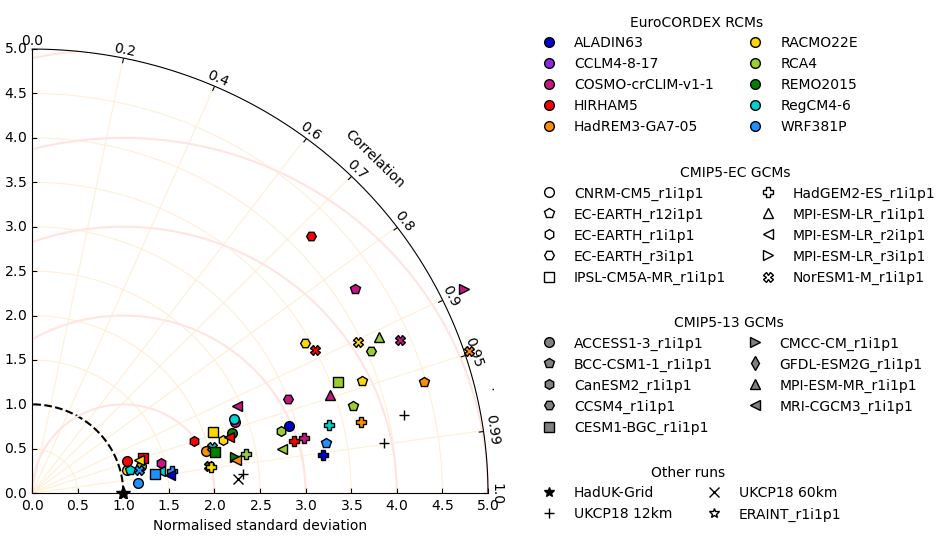 0.0
0.2
0.4
0.6
Correlation
0.7
0.8
0.9
0.95
0.99
1.0
5.0
4.5
4.0
3.5
3.0
2.5
2.0
1.5
1.0
0.5
0.0
0.0 0.5 1.0 1.5 2.0 2.5 3.0 3.5 4.0 4.5 5.0
Normalised standard deviation
EuroCORDEX RCMs
ALADIN63 RACMO22E
CCLM4-8-17 RCA4
COSMO-crCLIM-v1-1 REMO2015
HIRHAM5 RegCM4-6
HadREM3-GA7-05 WRF381P
CMIP5-EC GCMs
CNRM-CM5_r1i1p1 HadGEM2-ES_r1i1p1
EC-EARTH_r12i1p1 MPI-ESM-LR_r1i1p1
EC-EARTH_r1i1p1 MPI-ESM-LR_r2i1p1
EC-EARTH_r3i1p1 MPI-ESM-LR_r3i1p1
IPSL-CM5A-MR_r1i1p1 NorESM1-M_r1i1p1
CMIP5-13 GCMs
ACCESS1-3_r1i1p1 CMCC-CM_r1i1p1
BCC-CSM1-1_r1i1p1 GFDL-ESM2G_r1i1p1
CanESM2_r1i1p1 MPI-ESM-MR_r1i1p1
CCSM4_r1i1p1 MRI-CGCM3_r1i1p1
CESM1-BGC_r1i1p1
Other runs
HadUK-Grid UKCP18 60km
UKCP18 12km ERAINT_r1i1p1